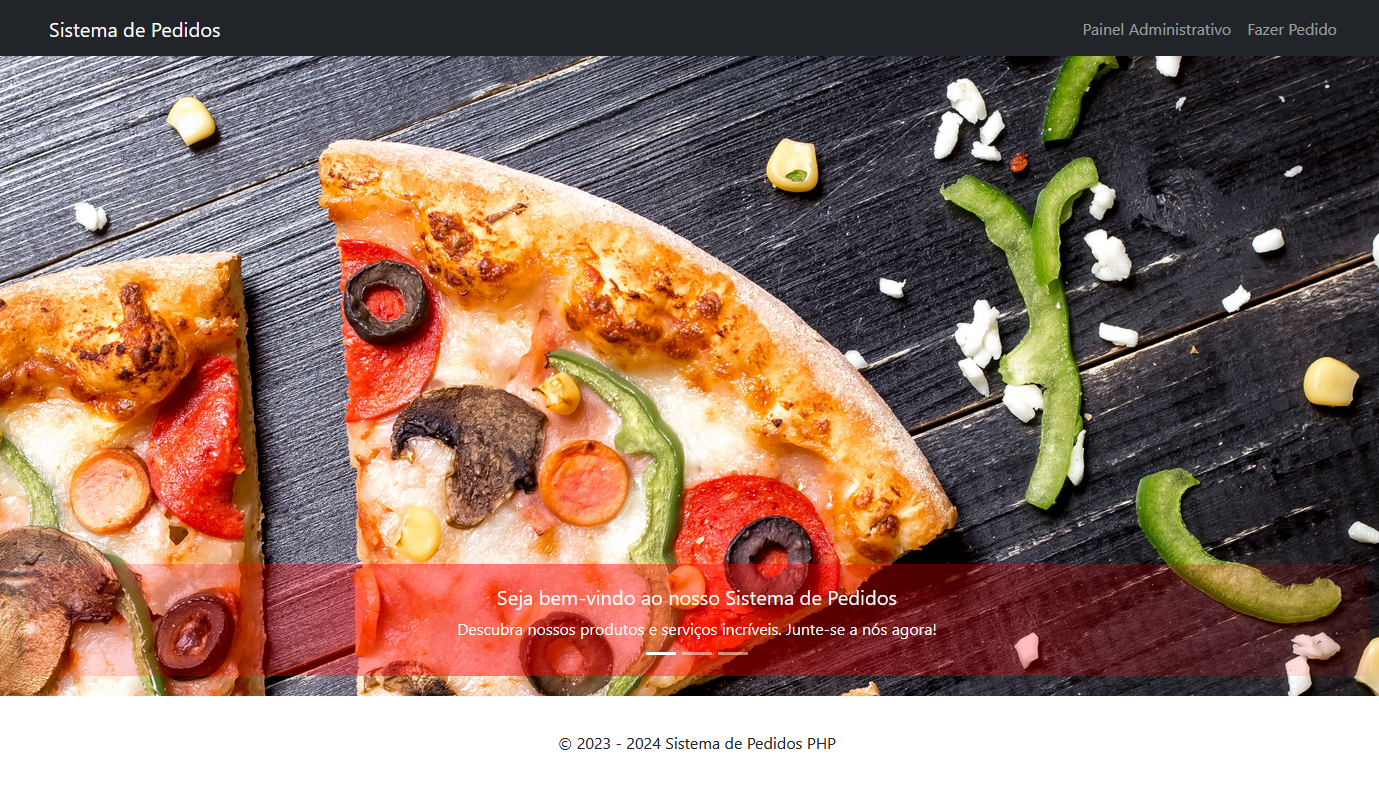 Sistema de Pedidos
Painel Administrativo
Fazer Pedido
Seja bem-vindo ao nosso Sistema de Pedidos
Descubra nossos produtos e serviços incríveis. Junte-se a nós agora!
© 2023 - 2024 Sistema de Pedidos PHP